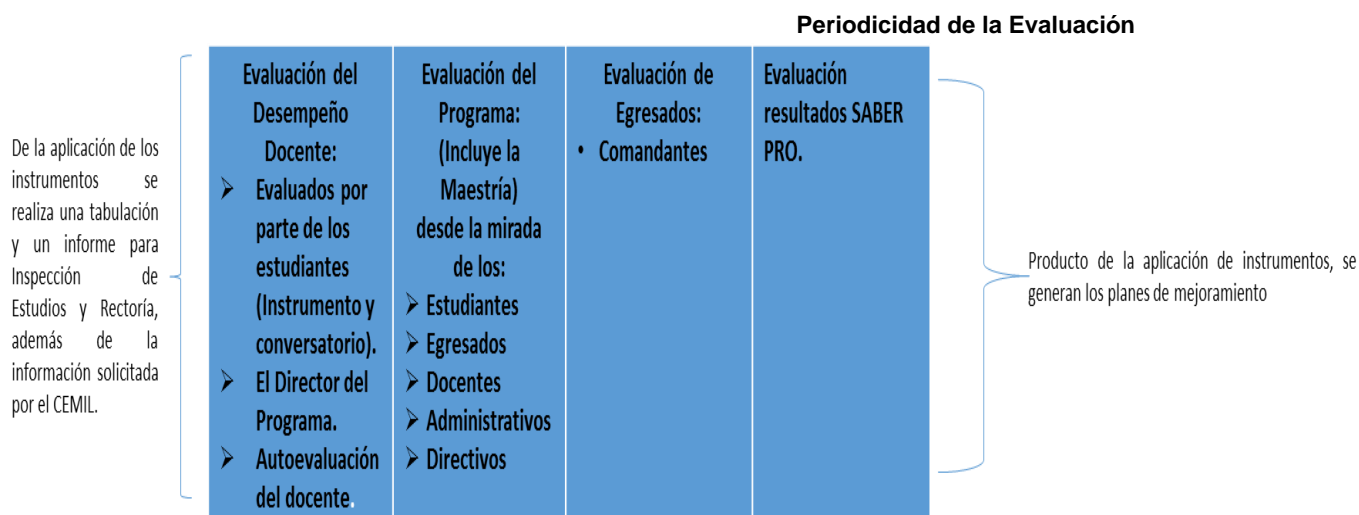 Periodicidad de la Evaluación
De la aplicación de los
instrumentos se
realiza una tabulación
y un informe para
Inspección de
Estudios y Rectoría,
además de la
información solicitada
por el CEMIL.
Evaluación del
Desempeño
Docente:
➢ Evaluados por
parte de los
estudiantes
(Instrumento y
conversatorio).
➢ El Director del
Programa.
➢ Autoevaluación
del docente.
Evaluación del
Programa:
(Incluye la
Maestría)
desde la mirada
de los:
➢ Estudiantes
➢ Egresados
➢ Docentes
➢ Administrativos
➢ Directivos
Evaluación de
Egresados:
• Comandantes
Evaluación
resultados SABER
PRO.
Producto de la aplicación de instrumentos, se
generan los planes de mejoramiento